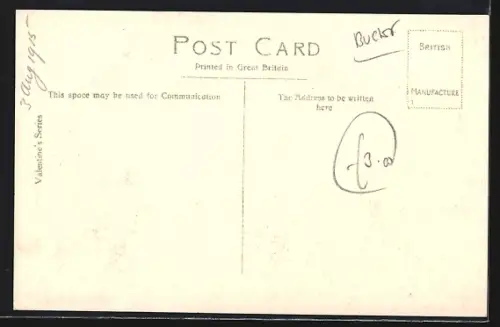 3 Aug 1915
Bucks
POST CARD
Printed in Great Britain
British
Manufacture
This space may be used for Communication
The Address to be written
here
£3.00
Valentine's Series